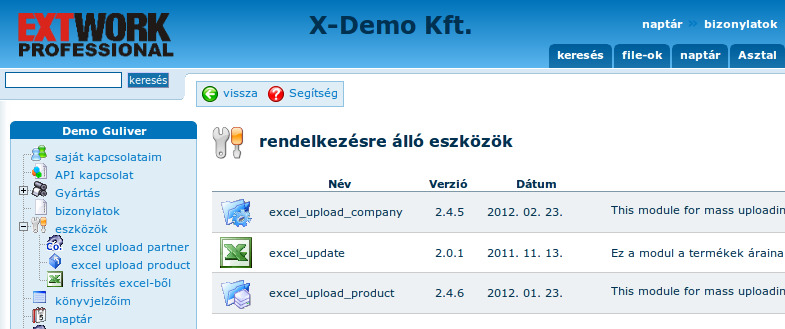 EXTWORK
PROFESSIONAL
X-Demo Kft.
naptár » bizonylatok
keresés file-ok naptár Asztal
keresés
vissza Segítség
Demo Guliver
saját kapcsolataim
API kapcsolat
Gyártás
bizonylatok
eszközök
excel upload partner
excel upload product
frissítés excel-ből
könyvjelzőim
naptár
rendelkezésre álló eszközök
Név Verzió Dátum
excel_upload_company 2.4.5 2012. 02. 23. This module for mass uploadin
excel_update 2.0.1 2011. 11. 13. Ez a modul a termékek áraina
excel_upload_product 2.4.6 2012. 01. 23. This module for mass uploadin